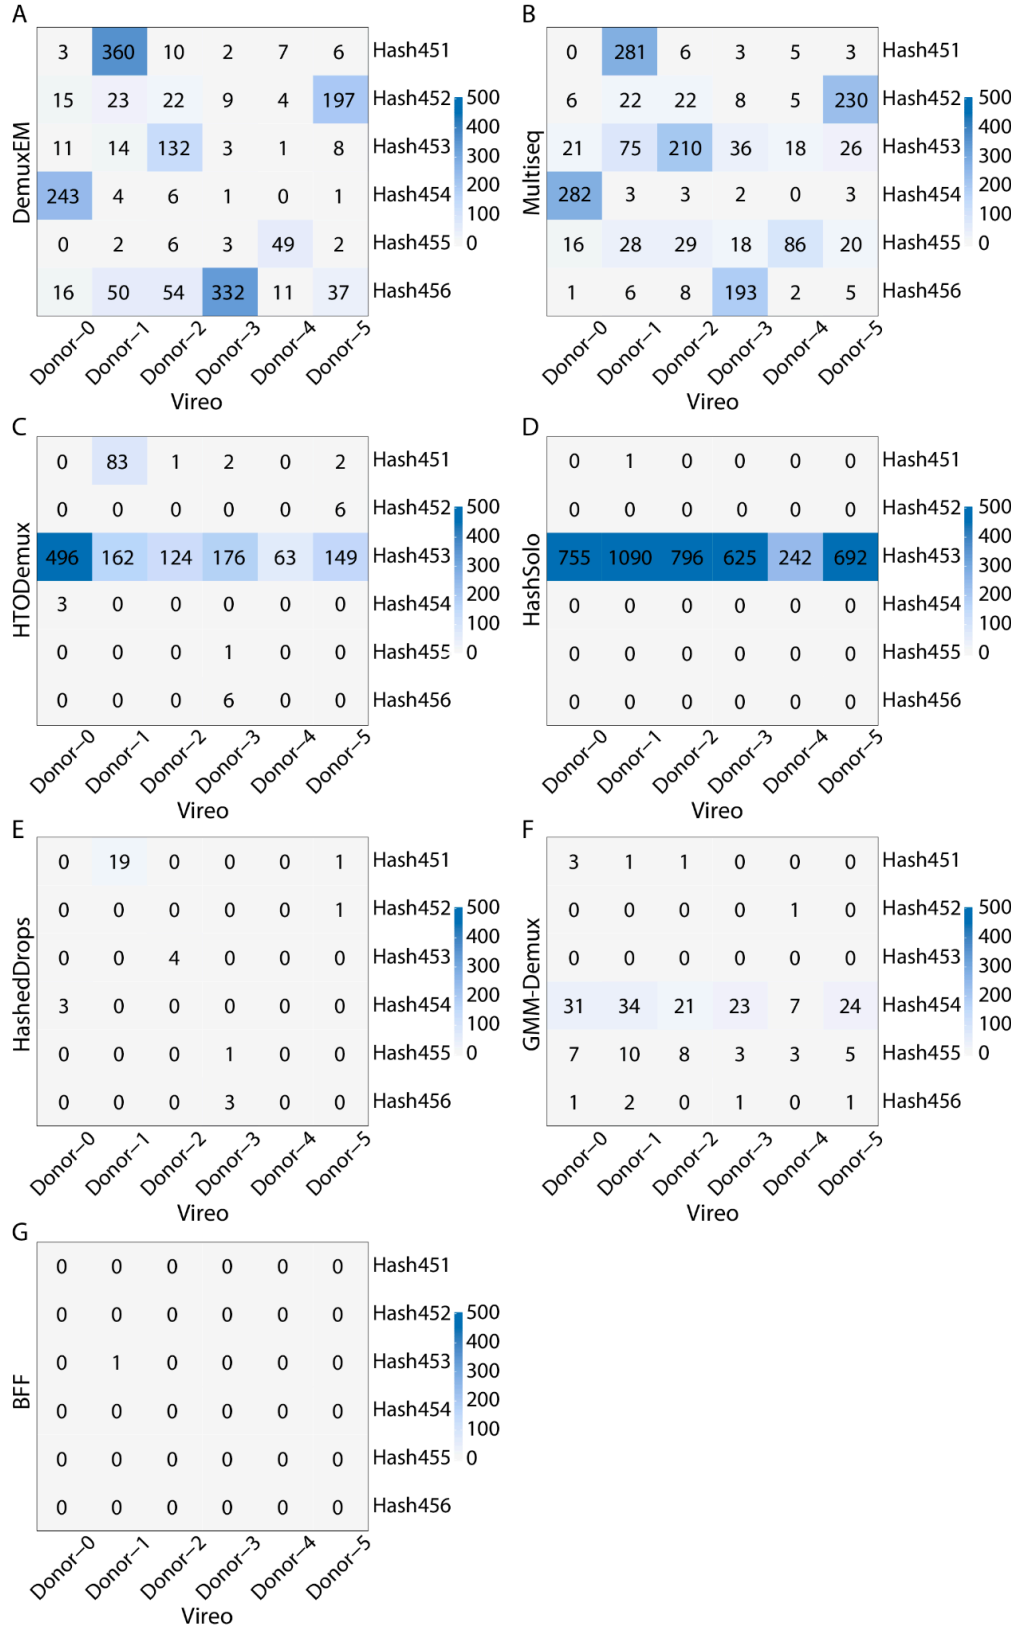 A
DemuxEM
3 360 10 2 7 6 Hash451
15 23 22 9 4 197 Hash452
11 14 132 3 1 8 Hash453
243 4 6 1 0 1 Hash454
0 2 6 3 49 2 Hash455
16 50 54 332 11 37 Hash456
500
400
300
200
100
0
Donor-0 Donor-1 Donor-2 Donor-3 Donor-4 Donor-5
Vireo
B
Multiseq
0 281 6 3 5 3 Hash451
6 22 22 8 5 230 Hash452
21 75 210 36 18 26 Hash453
282 3 3 2 0 3 Hash454
16 28 29 18 86 20 Hash455
1 6 8 193 2 5 Hash456
500
400
300
200
100
0
Donor-0 Donor-1 Donor-2 Donor-3 Donor-4 Donor-5
Vireo
C
HTODemux
0 83 1 2 0 2 Hash451
0 0 0 0 0 6 Hash452
496 162 124 176 63 149 Hash453
3 0 0 0 0 0 Hash454
0 0 0 1 0 0 Hash455
0 0 0 6 0 0 Hash456
500
400
300
200
100
0
Donor-0 Donor-1 Donor-2 Donor-3 Donor-4 Donor-5
Vireo
D
HashSolo
0 1 0 0 0 0 Hash451
0 0 0 0 0 0 Hash452
755 1090 796 625 242 692 Hash453
0 0 0 0 0 0 Hash454
0 0 0 0 0 0 Hash455
0 0 0 0 0 0 Hash456
500
400
300
200
100
0
Donor-0 Donor-1 Donor-2 Donor-3 Donor-4 Donor-5
Vireo
E
HashedDrops
0 19 0 0 0 1 Hash451
0 0 0 0 0 1 Hash452
0 0 4 0 0 0 Hash453
3 0 0 0 0 0 Hash454
0 0 0 1 0 0 Hash455
0 0 0 3 0 0 Hash456
500
400
300
200
100
0
Donor-0 Donor-1 Donor-2 Donor-3 Donor-4 Donor-5
Vireo
F
GMM-Demux
3 1 1 0 0 0 Hash451
0 0 0 0 1 0 Hash452
0 0 0 0 0 0 Hash453
31 34 21 23 7 24 Hash454
7 10 8 3 3 5 Hash455
1 2 0 1 0 1 Hash456
500
400
300
200
100
0
Donor-0 Donor-1 Donor-2 Donor-3 Donor-4 Donor-5
Vireo
G
BFF
0 0 0 0 0 0 Hash451
0 0 0 0 0 0 Hash452
0 1 0 0 0 0 Hash453
0 0 0 0 0 0 Hash454
0 0 0 0 0 0 Hash455
0 0 0 0 0 0 Hash456
500
400
300
200
100
0
Donor-0 Donor-1 Donor-2 Donor-3 Donor-4 Donor-5
Vireo